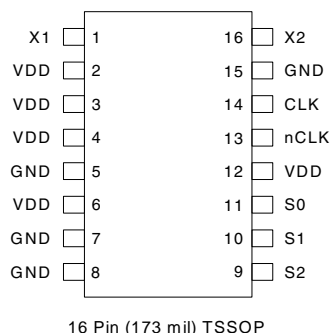 X1 1 16 X2
VDD 2 15 GND
VDD 3 14 CLK
VDD 4 13 nCLK
GND 5 12 VDD
VDD 6 11 S0
GND 7 10 S1
GND 8 9 S2
16 Pin (173 mil) TSSOP